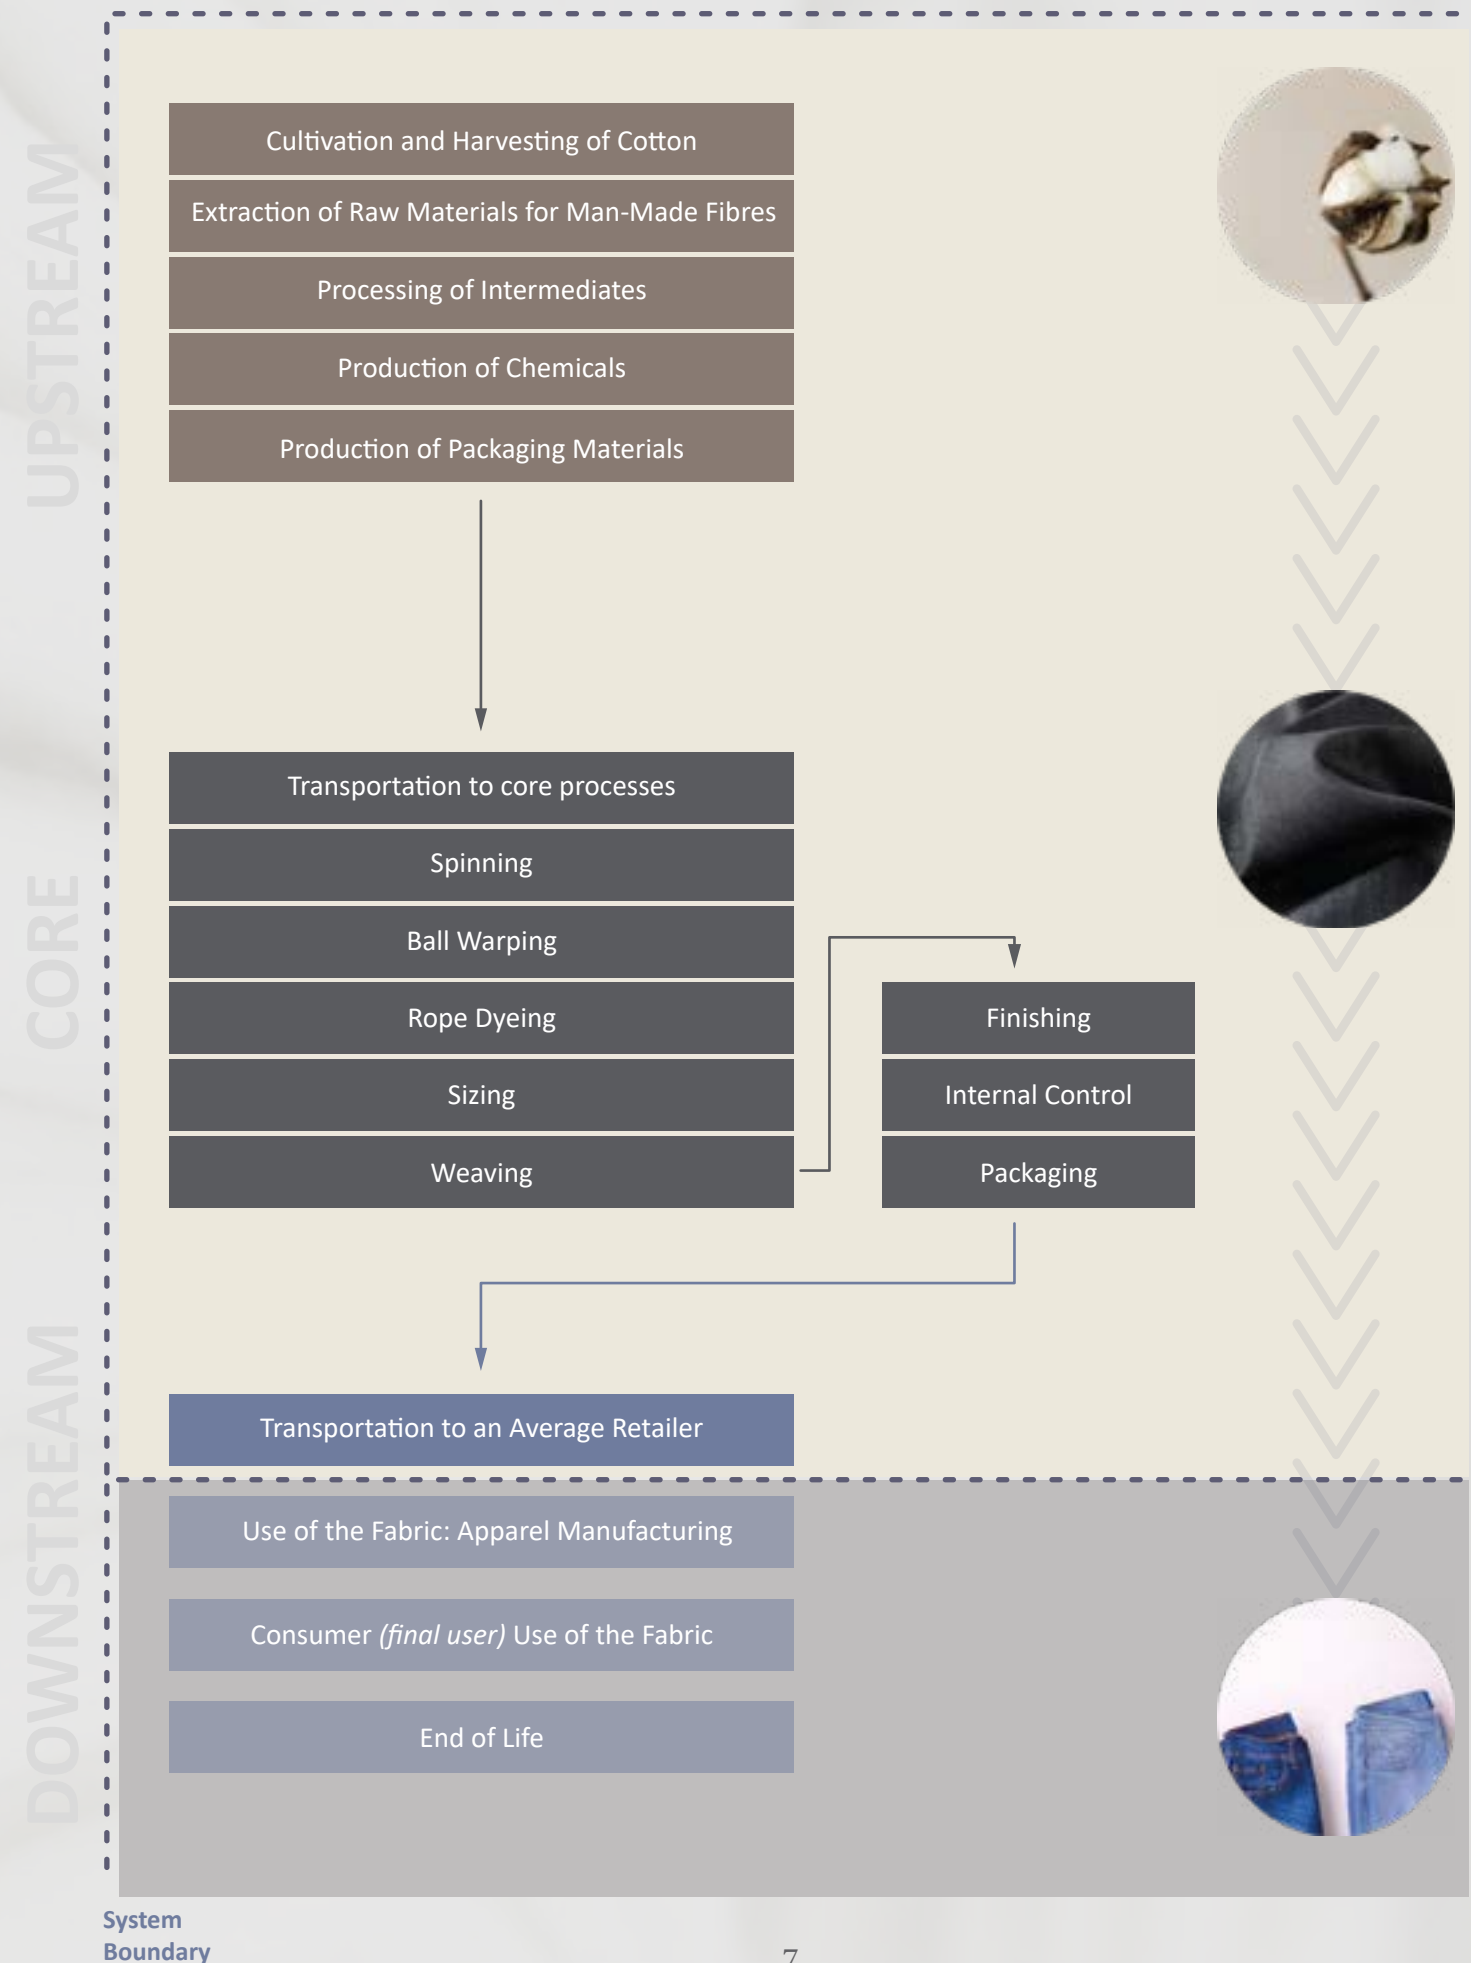 UPSTREAM
Cultivation and Harvesting of Cotton
Extraction of Raw Materials for Man-Made Fibres
Processing of Intermediates
Production of Chemicals
Production of Packaging Materials
CORE
Transportation to core processes
Spinning
Ball Warping
Rope Dyeing
Sizing
Weaving
Finishing
Internal Control
Packaging
DOWNSTREAM
Transportation to an Average Retailer
Use of the Fabric: Apparel Manufacturing
Consumer (final user) Use of the Fabric
End of Life
System
Boundary
7